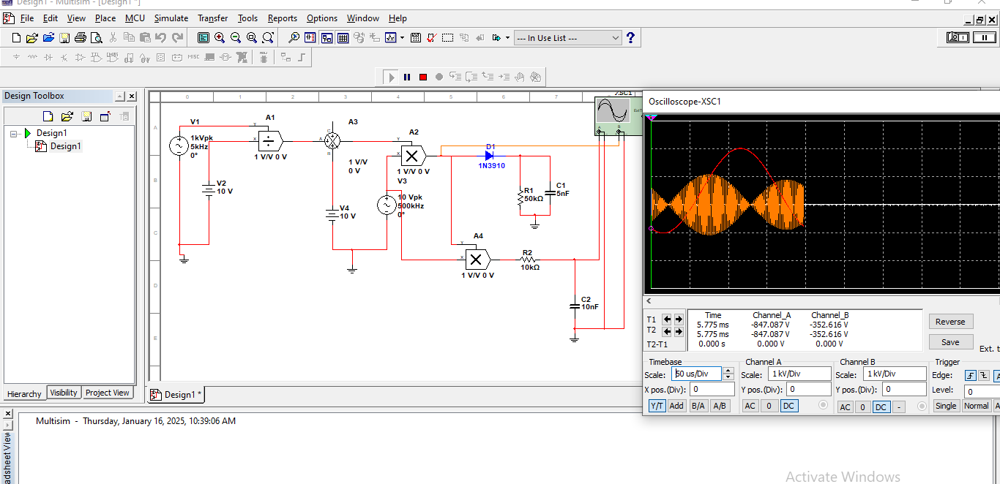 Design1 - Multisim - [Design1 *]
File Edit View Place MCU Simulate Transfer Tools Reports Options Window Help
--- In Use List --- ?
MISC
Design Toolbox
Design1
Design1
Hierarchy Visibility Project View
0 1 2 3 4 5 6 7
A
B
C
D
E
V1
1kVpk
5kHz
0°
V2
10 V
A1
Y
X
1 V/V 0 V
A3
C
A
B
1 V/V
0 V
V4
10 V
A2
Y
X
1 V/V 0 V
V3
10 Vpk
500kHz
0°
D1
1N3910
R1
50kΩ
C1
5nF
A4
Y
X
1 V/V 0 V
R2
10kΩ
C2
10nF
XSC1
A B
Design1 *
Oscilloscope-XSC1
<
Time Channel_A Channel_B
T1 5.775 ms -847.087 V -352.616 V
T2 5.775 ms -847.087 V -352.616 V
T2-T1 0.000 s 0.000 V 0.000 V
Reverse
Save
Ext. t
Timebase
Scale: 50 us/Div
X pos.(Div): 0
Y/T Add B/A A/B
Channel A
Scale: 1 kV/Div
Y pos.(Div): 0
AC 0 DC
Channel B
Scale: 1 kV/Div
Y pos.(Div): 0
AC 0 DC -
Trigger
Edge: A
Level: 0
Single Normal A
Multisim - Thursday, January 16, 2025, 10:39:06 AM
adsheet View
Activate Windows